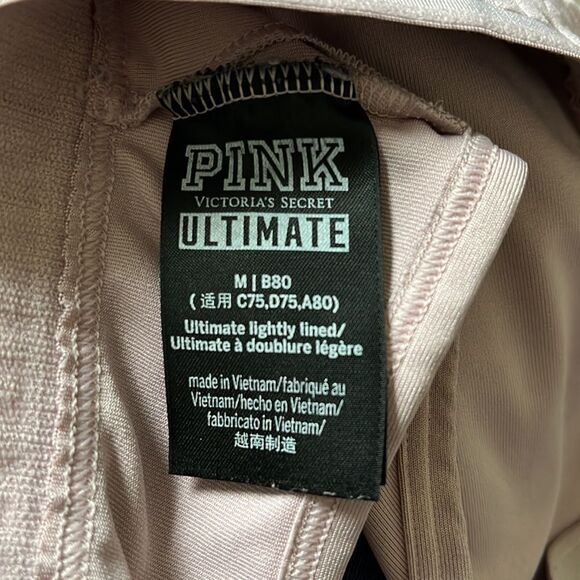 PINK
VICTORIA'S SECRET
ULTIMATE
M | B80
( 适用 C75,D75,A80)
Ultimate lightly lined/
Ultimate à doublure légère
made in Vietnam/fabriqué au
Vietnam/hecho en Vietnam/
fabbricato in Vietnam/
越南制造